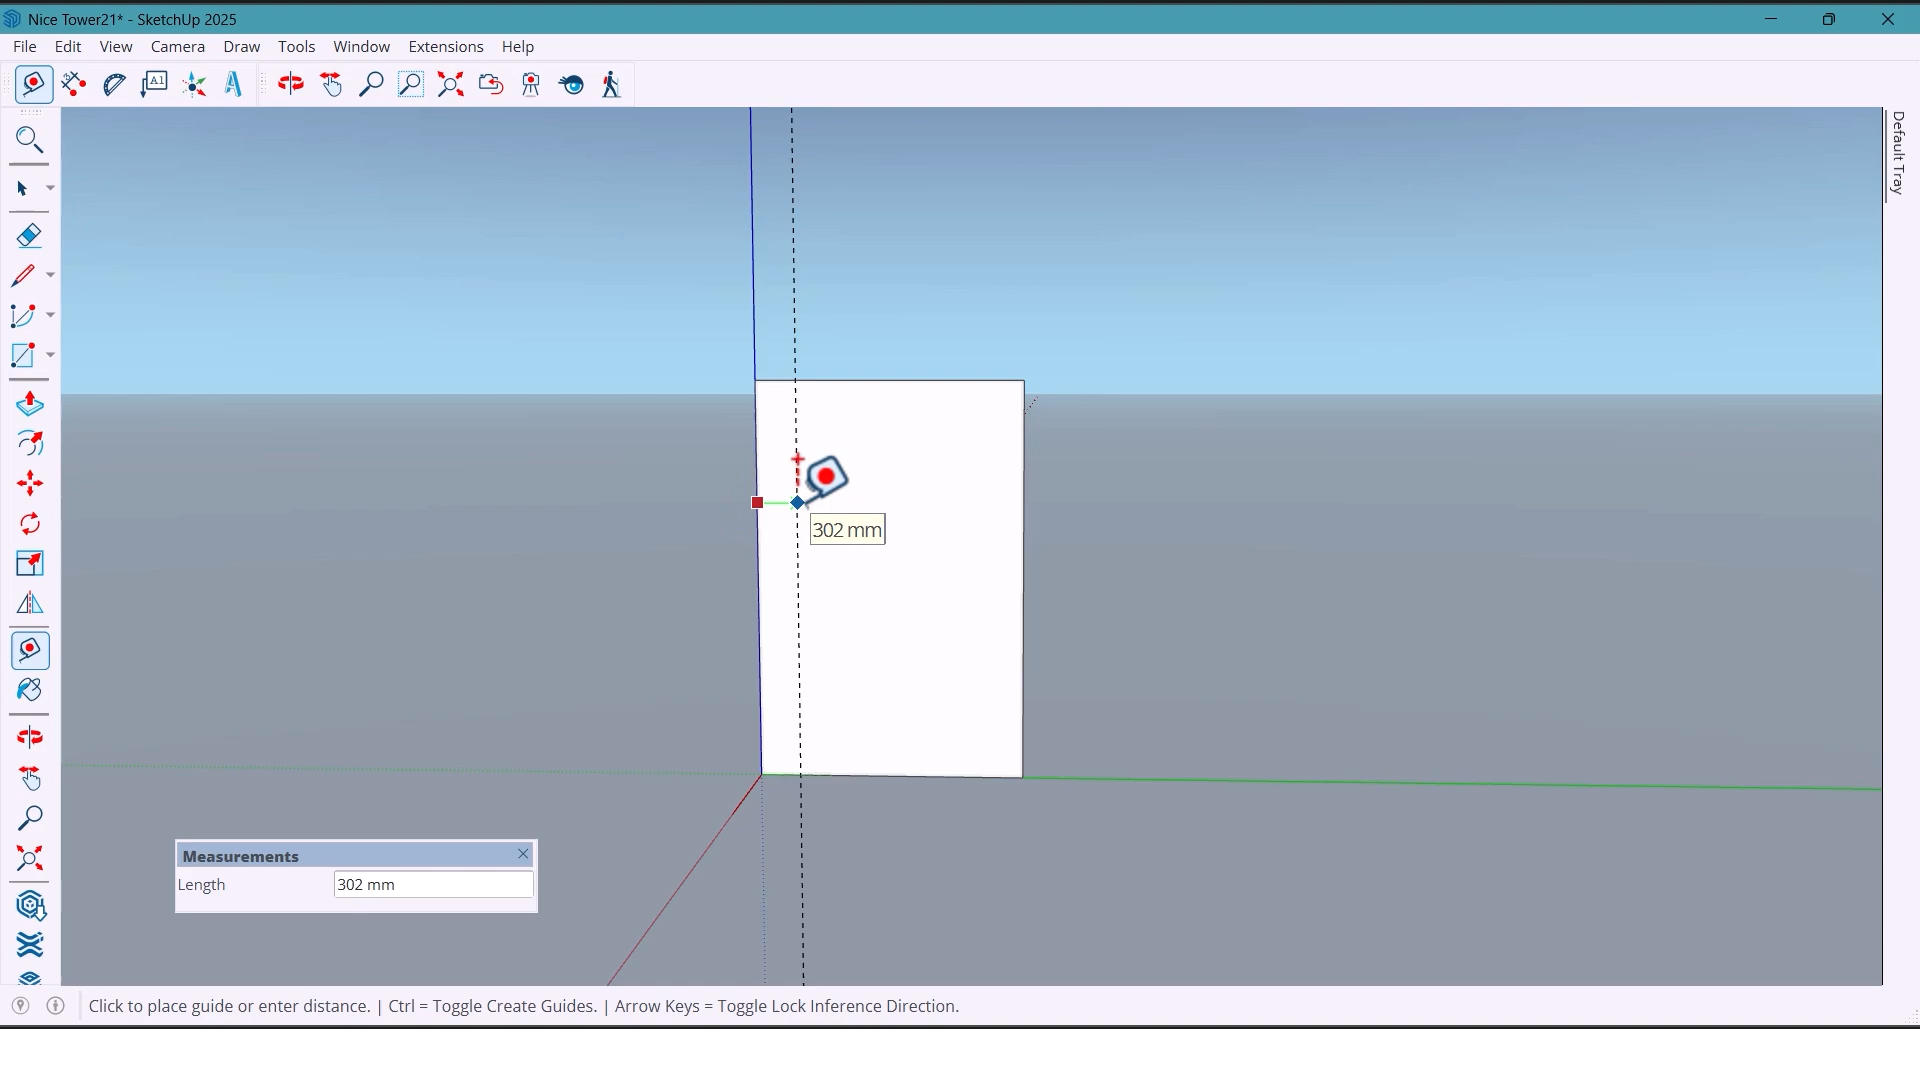 Nice Tower21* - SketchUp 2025
File Edit View Camera Draw Tools Window Extensions Help
A1
Default Tray
302 mm
Measurements
Length 302 mm
Click to place guide or enter distance. | Ctrl = Toggle Create Guides. | Arrow Keys = Toggle Lock Inference Direction.